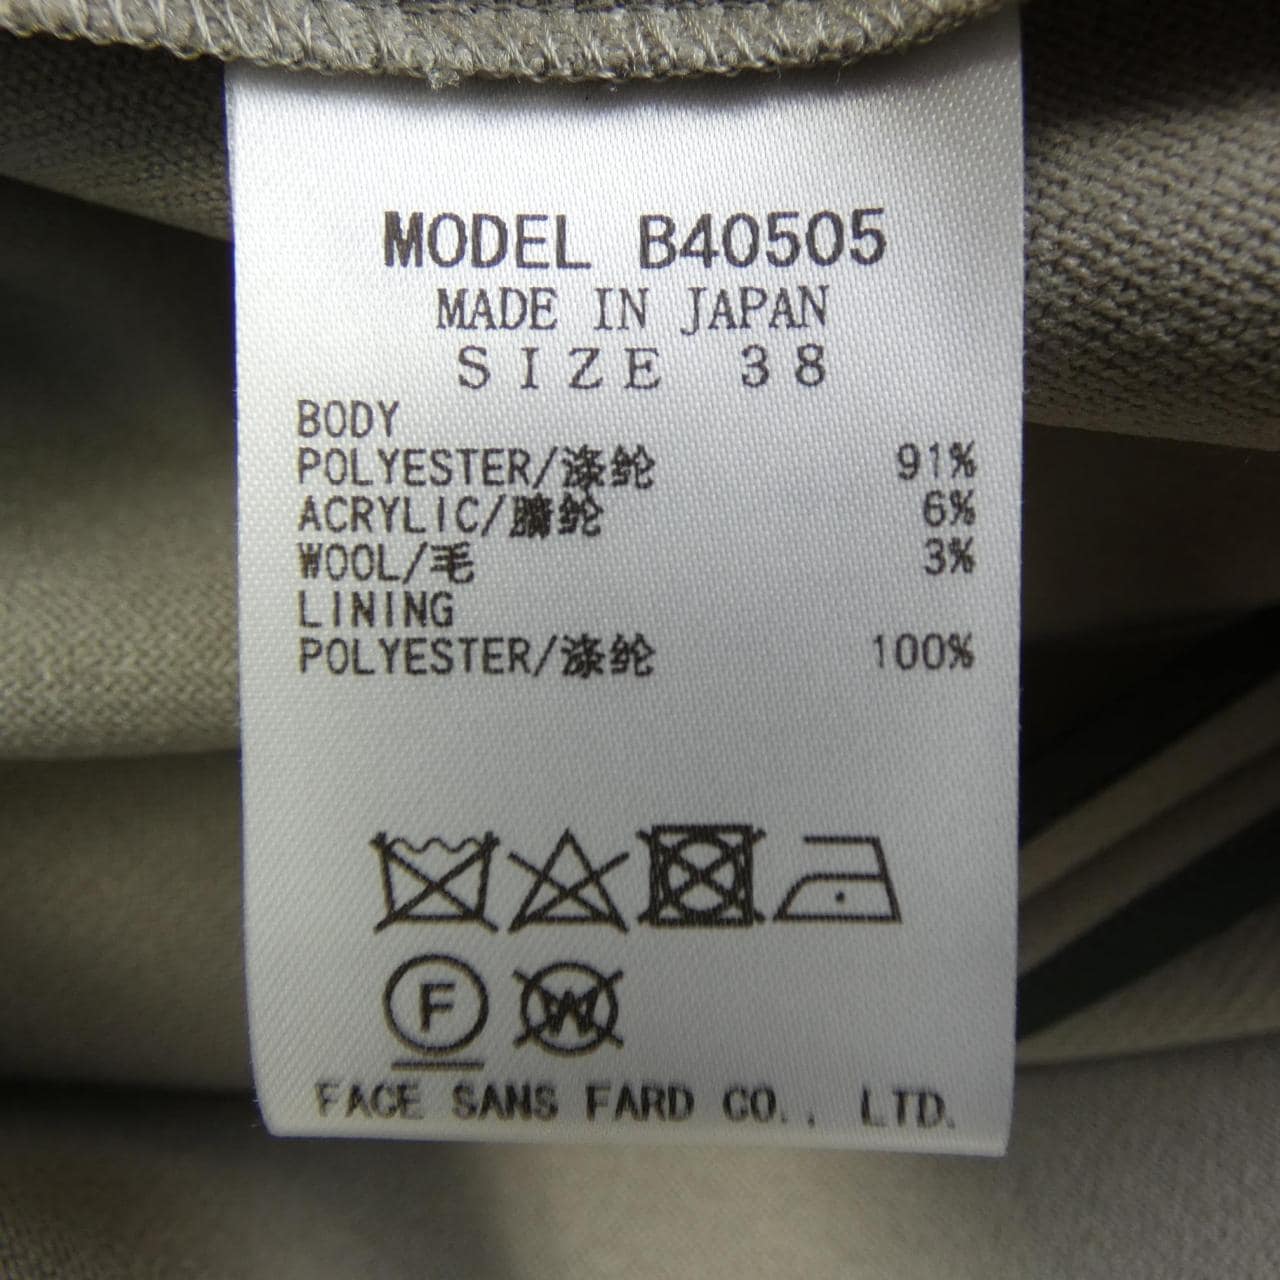 MODEL B40505
MADE IN JAPAN
SIZE 38
BODY
POLYESTER/涤纶 91%
ACRYLIC/腈纶 6%
WOOL/毛 3%
LINING
POLYESTER/涤纶 100%
F W
FACE SANS FARD CO., LTD.